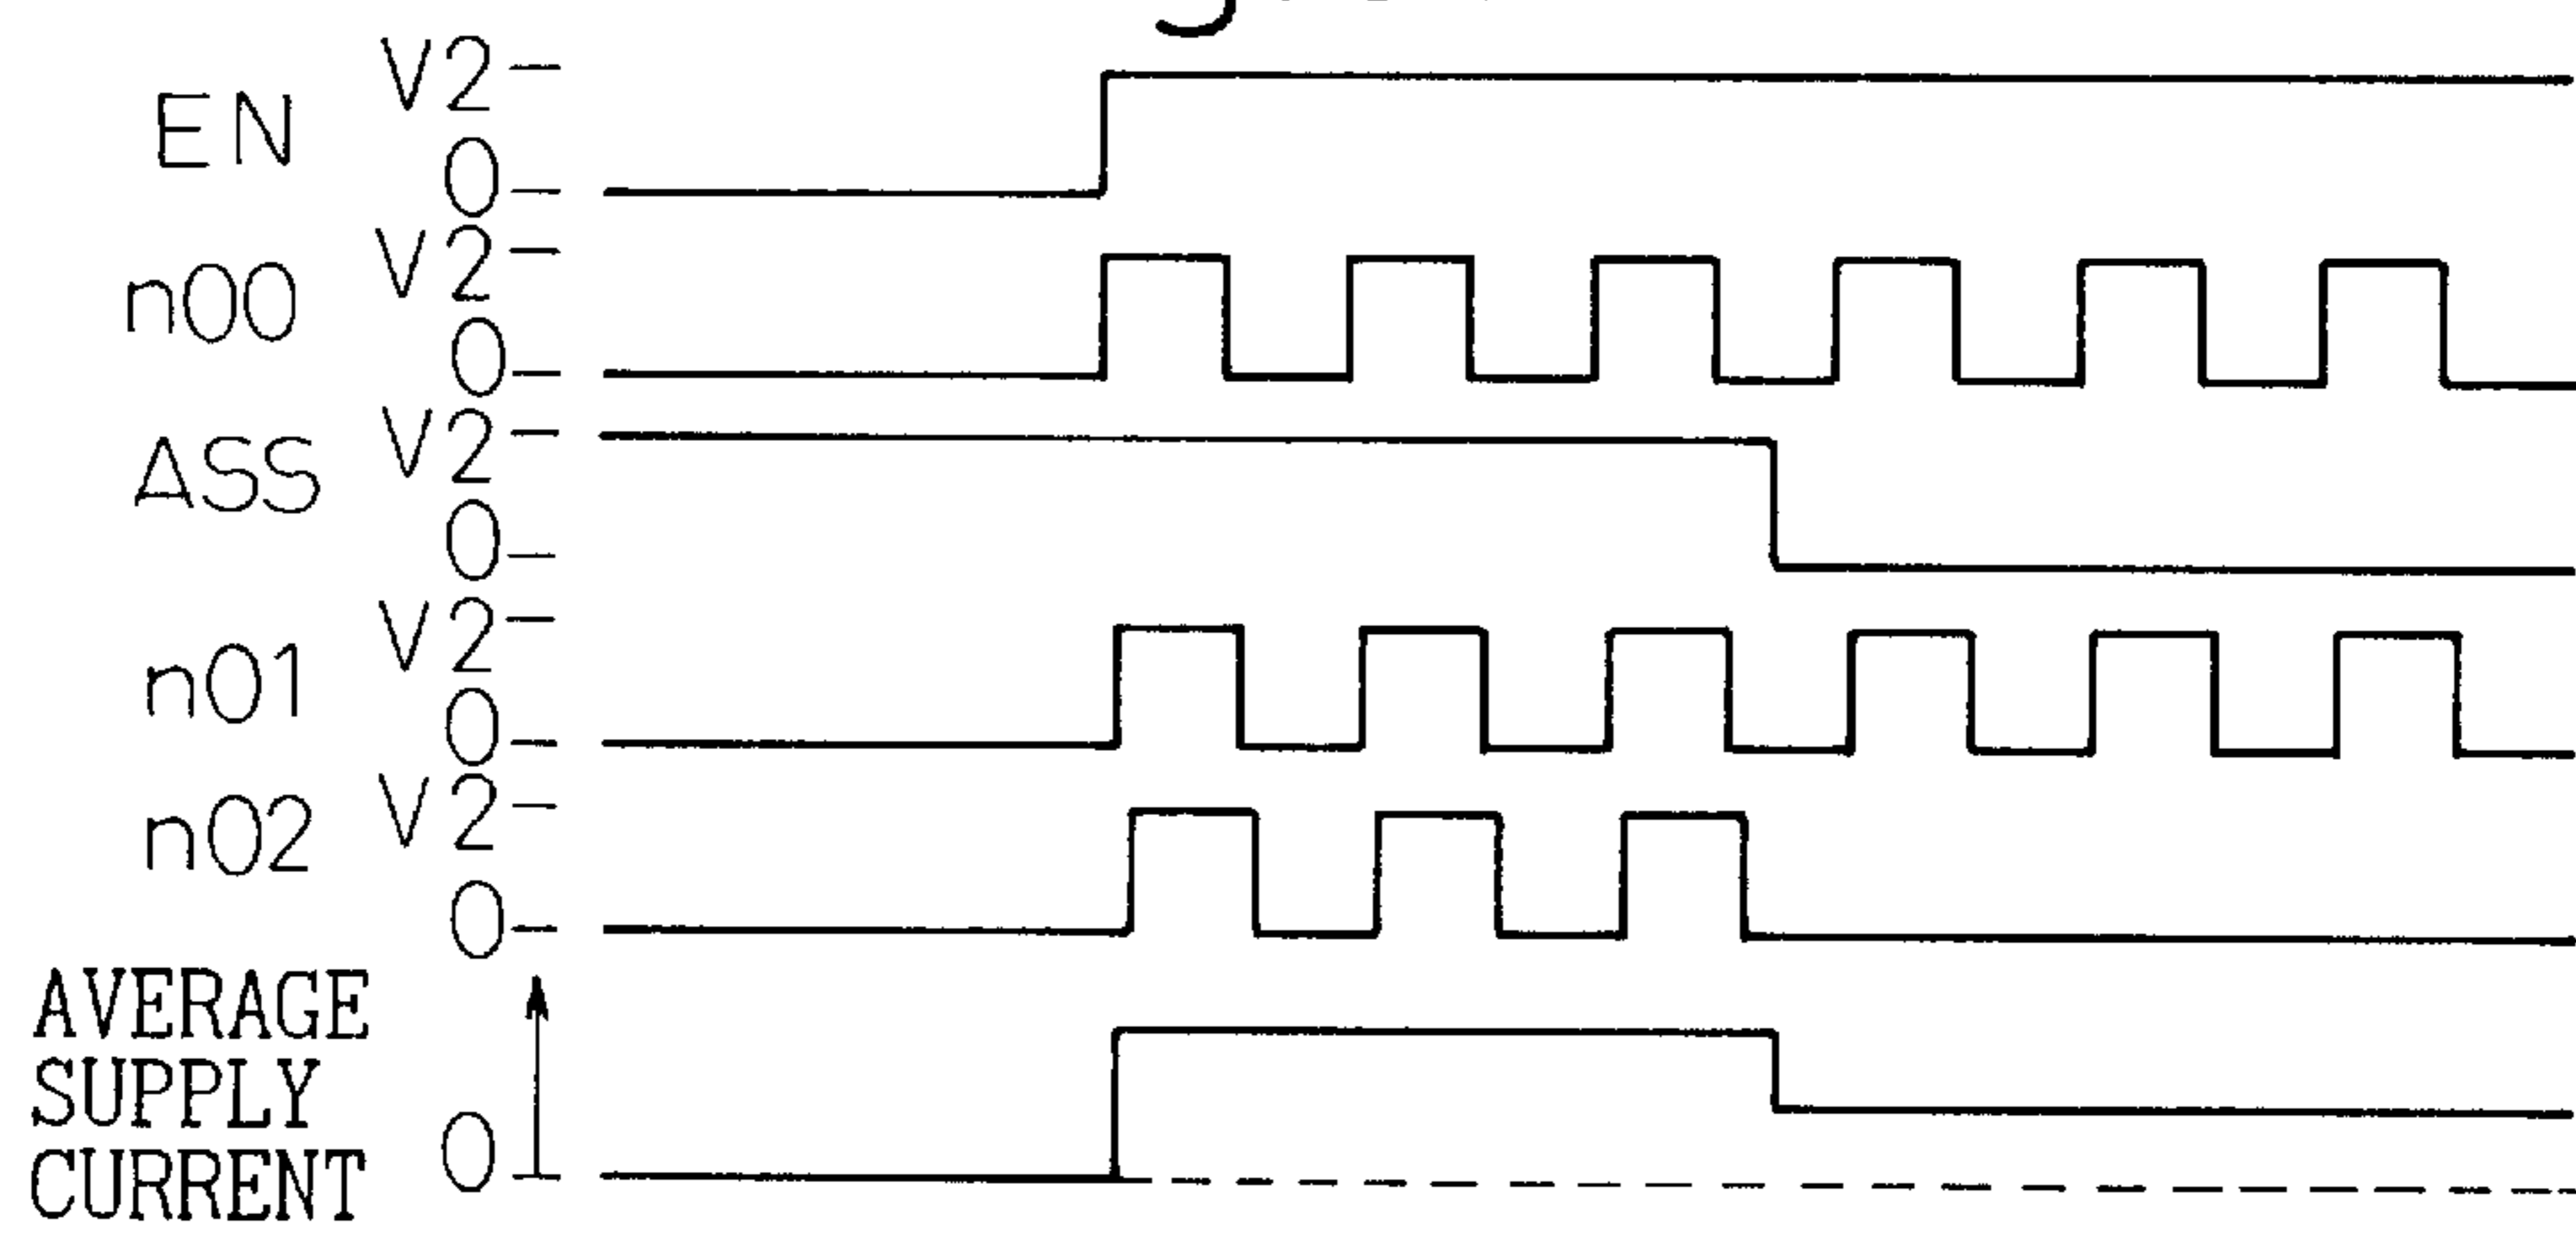 EN V2
0
n00 V2
0
ASS V2
0
n01 V2
0
n02 V2
0
AVERAGE
SUPPLY
CURRENT 0